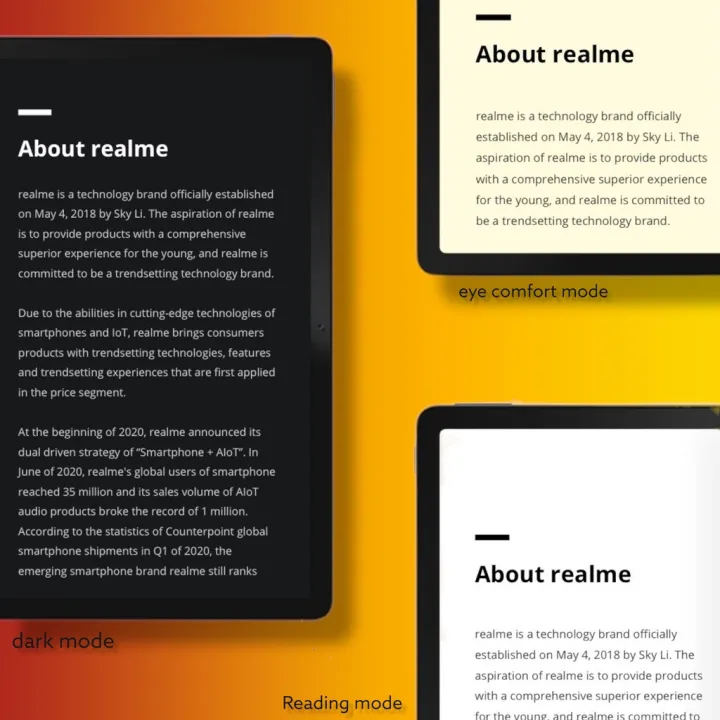 About realme
realme is a technology brand officially established
on May 4, 2018 by Sky Li. The aspiration of realme
is to provide products with a comprehensive
superior experience for the young, and realme is
committed to be a trendsetting technology brand.
Due to the abilities in cutting-edge technologies of
smartphones and IoT, realme brings consumers
products with trendsetting technologies, features
and trendsetting experiences that are first applied
in the price segment.
At the beginning of 2020, realme announced its
dual driven strategy of “Smartphone + AIoT”. In
June of 2020, realme's global users of smartphone
reached 35 million and its sales volume of AIoT
audio products broke the record of 1 million.
According to the statistics of Counterpoint global
smartphone shipments in Q1 of 2020, the
emerging smartphone brand realme still ranks
dark mode
About realme
realme is a technology brand officially
established on May 4, 2018 by Sky Li. The
aspiration of realme is to provide products
with a comprehensive superior experience
for the young, and realme is committed to
be a trendsetting technology brand.
eye comfort mode
About realme
realme is a technology brand officially
established on May 4, 2018 by Sky Li. The
aspiration of realme is to provide products
with a comprehensive superior experience
for the young, and realme is committed to
Reading mode